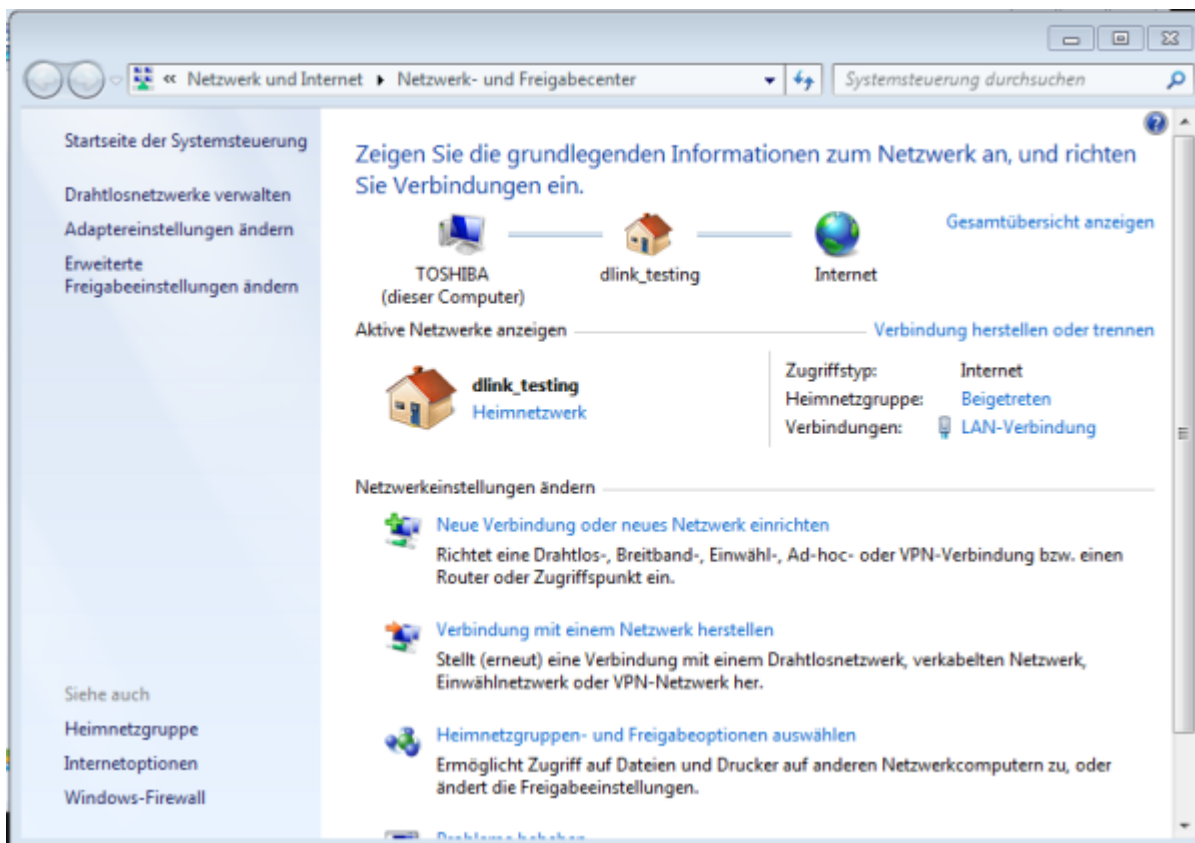 « Netzwerk und Internet ▸ Netzwerk- und Freigabecenter
Systemsteuerung durchsuchen
Startseite der Systemsteuerung
Drahtlosnetzwerke verwalten
Adaptereinstellungen ändern
Erweiterte
Freigabeeinstellungen ändern
Siehe auch
Heimnetzgruppe
Internetoptionen
Windows-Firewall
Zeigen Sie die grundlegenden Informationen zum Netzwerk an, und richten
Sie Verbindungen ein.
Gesamtübersicht anzeigen
TOSHIBA
(dieser Computer)
dlink_testing
Internet
Aktive Netzwerke anzeigen
Verbindung herstellen oder trennen
dlink_testing
Heimnetzwerk
Zugriffstyp: Internet
Heimnetzgruppe: Beigetreten
Verbindungen: LAN-Verbindung
Netzwerkeinstellungen ändern
Neue Verbindung oder neues Netzwerk einrichten
Richtet eine Drahtlos-, Breitband-, Einwähl-, Ad-hoc- oder VPN-Verbindung bzw. einen
Router oder Zugriffspunkt ein.
Verbindung mit einem Netzwerk herstellen
Stellt (erneut) eine Verbindung mit einem Drahtlosnetzwerk, verkabelten Netzwerk,
Einwählnetzwerk oder VPN-Netzwerk her.
Heimnetzgruppen- und Freigabeoptionen auswählen
Ermöglicht Zugriff auf Dateien und Drucker auf anderen Netzwerkcomputern zu, oder
ändert die Freigabeeinstellungen.